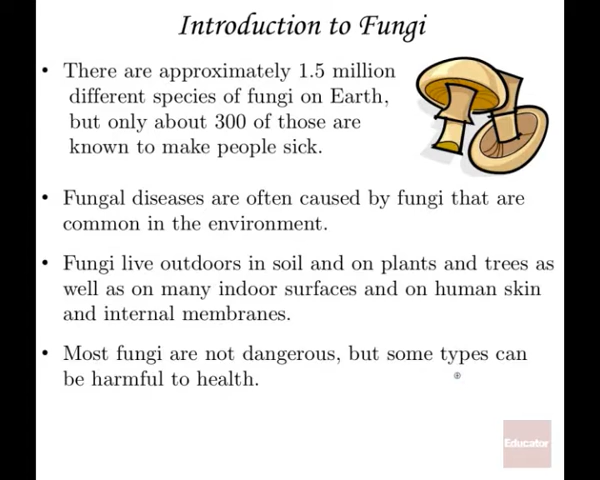 Introduction to Fungi
• There are approximately 1.5 million
different species of fungi on Earth,
but only about 300 of those are
known to make people sick.
• Fungal diseases are often caused by fungi that are
common in the environment.
• Fungi live outdoors in soil and on plants and trees as
well as on many indoor surfaces and on human skin
and internal membranes.
• Most fungi are not dangerous, but some types can
be harmful to health.
Educator